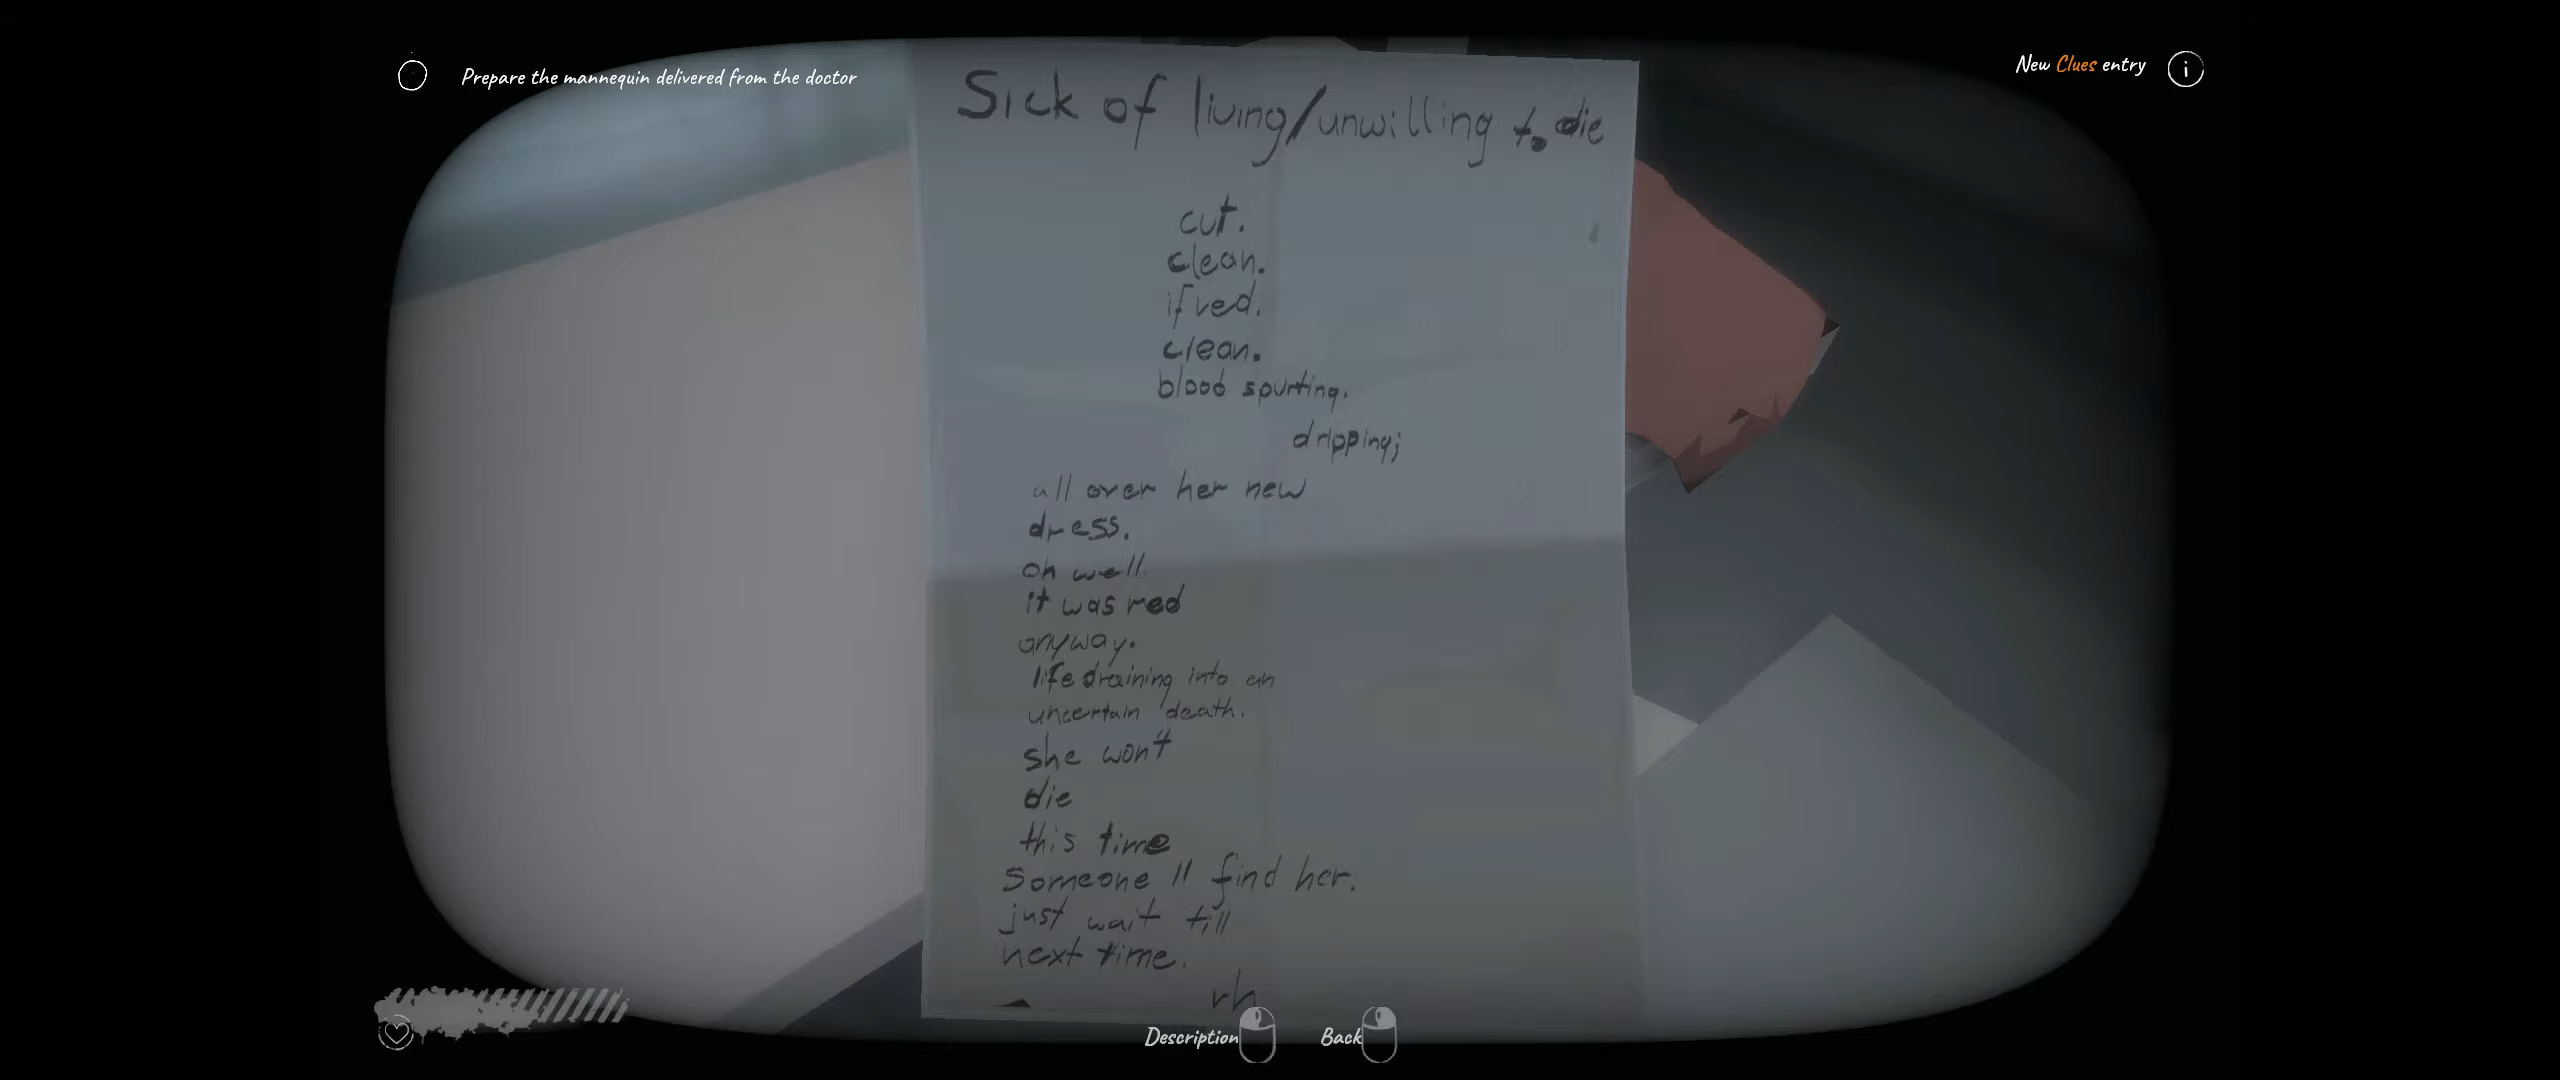 Prepare the mannequin delivered from the doctor
New Clues entry
Sick of living/unwilling to die
cut.
clean.
if red.
clean.
blood spurting.
dripping;
all over her new
dress.
oh well
it was red
anyway.
life draining into an
uncertain death.
she won't
die
this time
Someone ll find her.
just wait till
next time.
rh
Description
Back